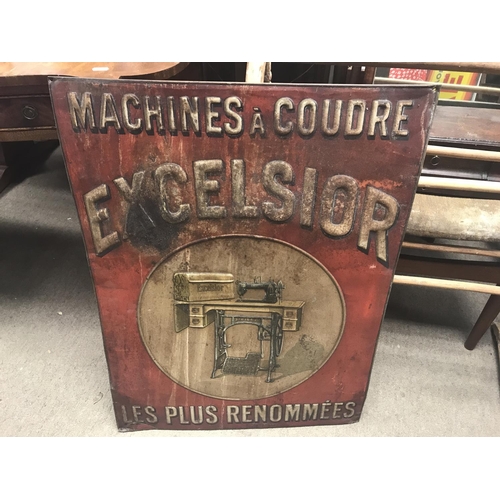 MACHINES À COUDRE
EXCELSIOR
LES PLUS RENOMMÉES